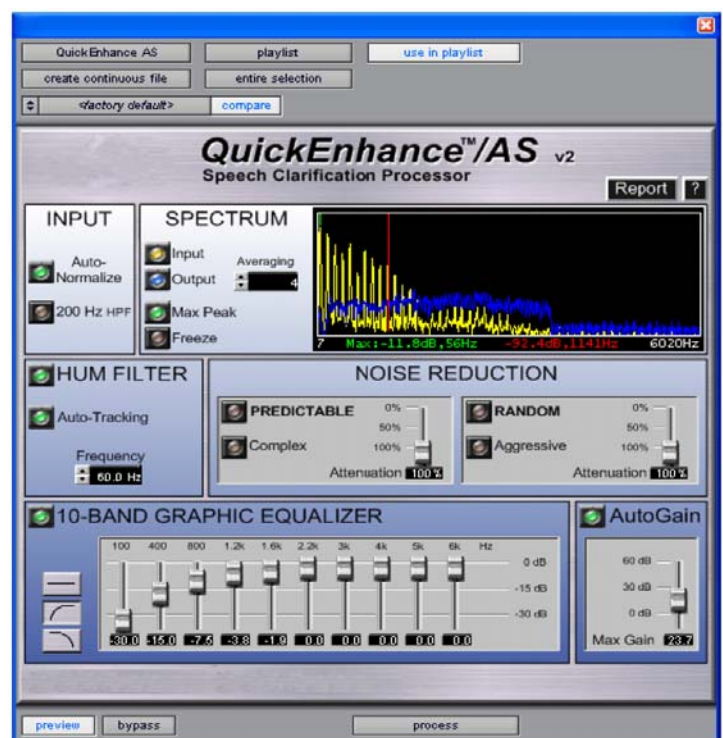 QuickEnhance AS playlist use in playlist
create continuous file entire selection
<factory default> compare
QuickEnhance™/AS v2
Speech Clarification Processor
Report ?
INPUT
Auto-
Normalize
200 Hz HPF
SPECTRUM
Input
Output
Max Peak
Freeze
Averaging
4
7 Max:-11.8dB,56Hz -92.4dB,1141Hz 6020Hz
HUM FILTER
Auto-Tracking
Frequency
60.0 Hz
NOISE REDUCTION
PREDICTABLE
Complex
0%
50%
100%
Attenuation 100 %
RANDOM
Aggressive
0%
50%
100%
Attenuation 100 %
10-BAND GRAPHIC EQUALIZER
100 400 800 1.2k 1.6k 2.2k 3k 4k 5k 6k Hz
0 dB
-15 dB
-30 dB
-30.0 -15.0 -7.5 -3.8 -1.9 0.0 0.0 0.0 0.0 0.0
AutoGain
60 dB
30 dB
0 dB
Max Gain 23.7
preview bypass process